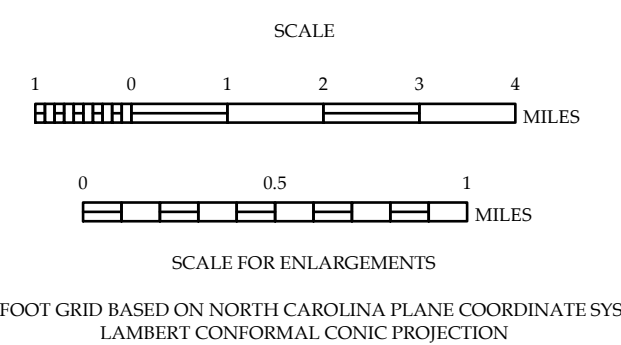 SCALE
1 0 1 2 3 4
MILES
0 0.5 1
MILES
SCALE FOR ENLARGEMENTS
FOOT GRID BASED ON NORTH CAROLINA PLANE COORDINATE SYS
LAMBERT CONFORMAL CONIC PROJECTION